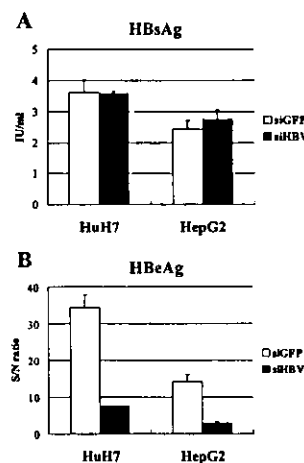 A
HBsAg
5
4
3
2
1
0
IU/ml
siGFP
siHBV
HuH7
HepG2
B
HBeAg
40
30
20
10
0
S/N ratio
siGFP
siHBV
HuH7
HepG2